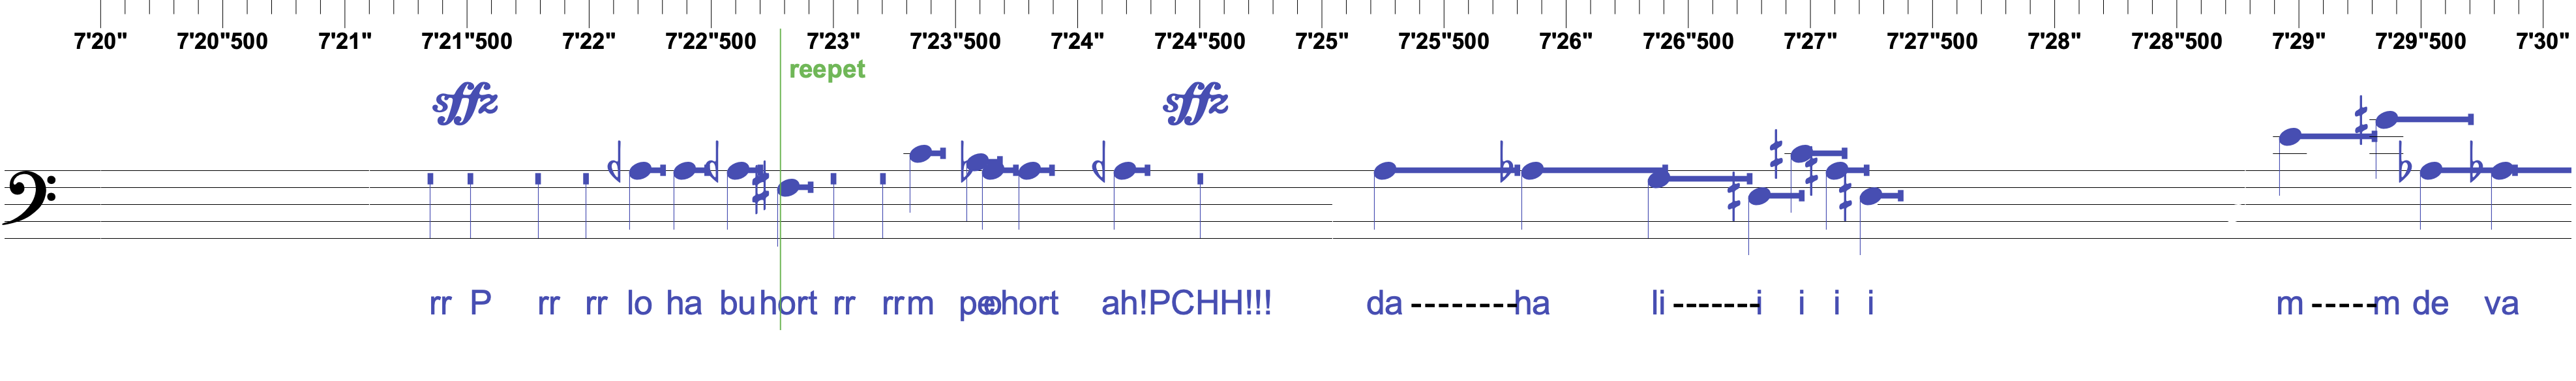 7'20" 7'20"500 7'21" 7'21"500 7'22" 7'22"500 7'23" 7'23"500 7'24" 7'24"500 7'25" 7'25"500 7'26" 7'26"500 7'27" 7'27"500 7'28" 7'28"500 7'29" 7'29"500 7'30"
reepet
sffz sffz
rr P rr rr lo ha bu hort rr rr m pe o hort ah! PCHH!!! da --------- ha li ------- i i i i m ----- m de va